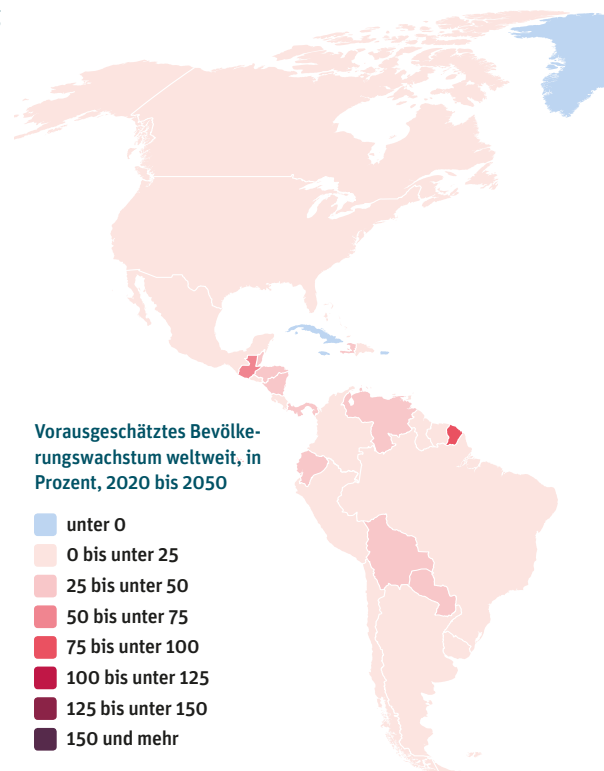 Vorausgeschätztes Bevölke-
rungswachstum weltweit, in
Prozent, 2020 bis 2050
unter 0
0 bis unter 25
25 bis unter 50
50 bis unter 75
75 bis unter 100
100 bis unter 125
125 bis unter 150
150 und mehr